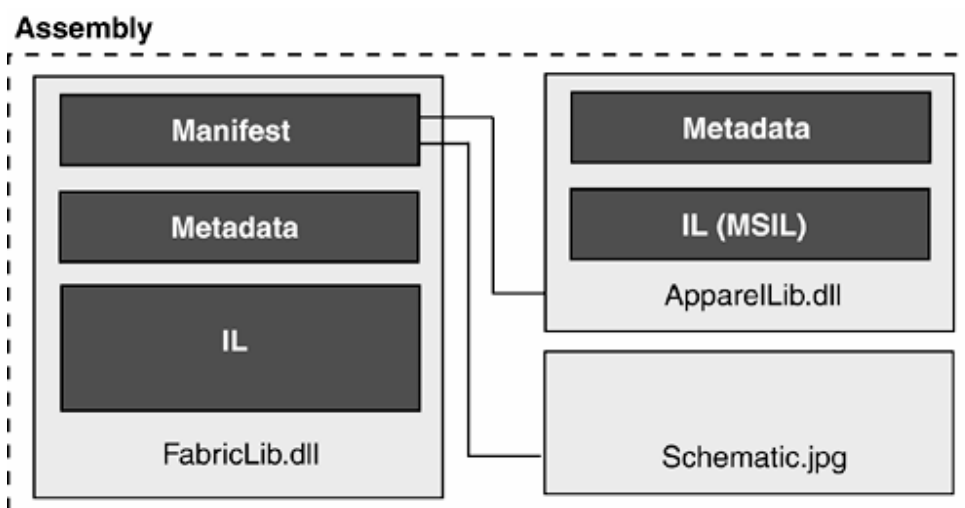 Assembly
Manifest
Metadata
IL
FabricLib.dll
Metadata
IL (MSIL)
ApparelLib.dll
Schematic.jpg